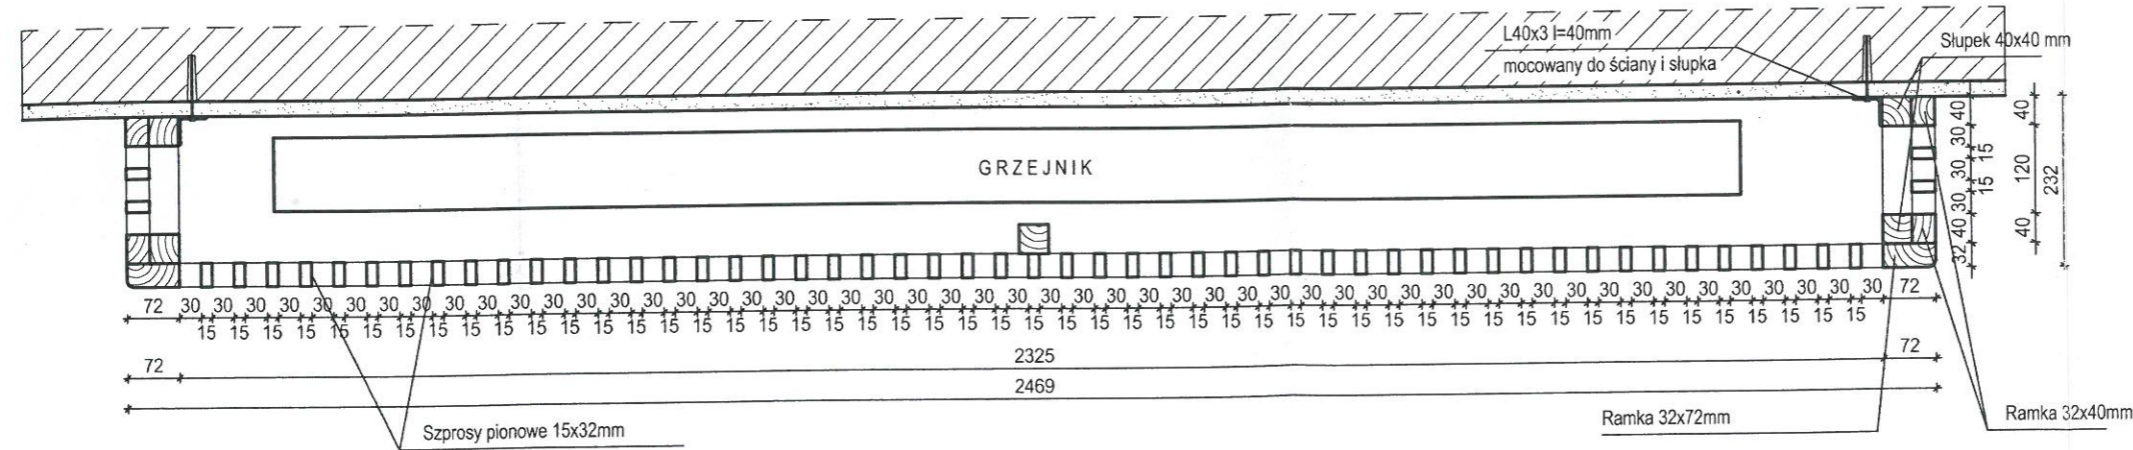 L40x3 l=40mm
mocowany do ściany i słupka
Słupek 40x40 mm
GRZEJNIK
40 30 30 30 40 32
15 15
40 120 40
232
72 30 30 30 30 30 30 30 30 30 30 30 30 30 30 30 30 30 30 30 30 30 30 30 30 30 30 30 30 30 30 30 30 30 30 30 30 30 30 30 30 30 30 30 30 30 30 30 30 30 30 30 30 72
15 15 15 15 15 15 15 15 15 15 15 15 15 15 15 15 15 15 15 15 15 15 15 15 15 15 15 15 15 15 15 15 15 15 15 15 15 15 15 15 15 15 15 15 15 15 15 15 15 15 15
72 2325 72
2469
Szprosy pionowe 15x32mm
Ramka 32x72mm
Ramka 32x40mm